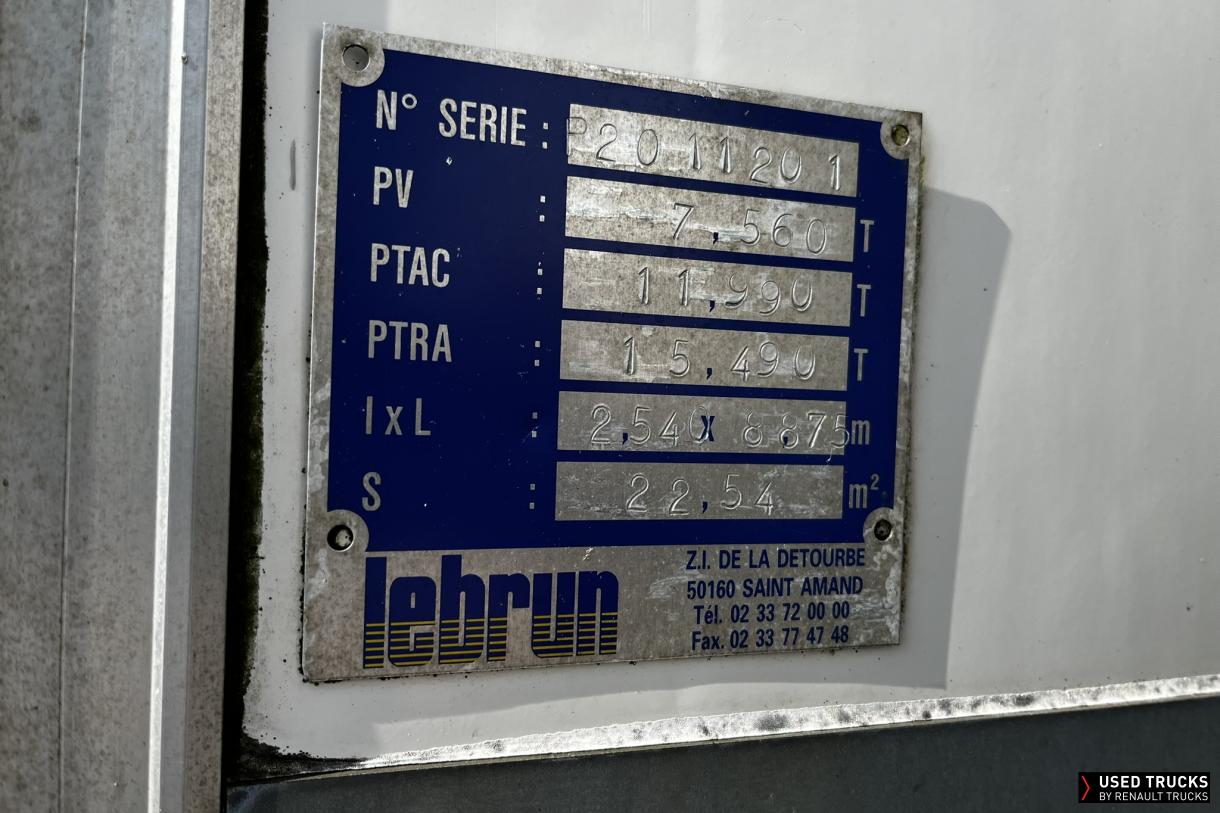 N° SERIE : P2011201
PV : 7,560 T
PTAC : 11,990 T
PTRA : 15,490 T
l x L : 2,540 x 8,875 m
S : 22,54 m²
lebrun
Z.I. DE LA DETOURBE
50160 SAINT AMAND
Tél. 02 33 72 00 00
Fax. 02 33 77 47 48
USED TRUCKS
BY RENAULT TRUCKS